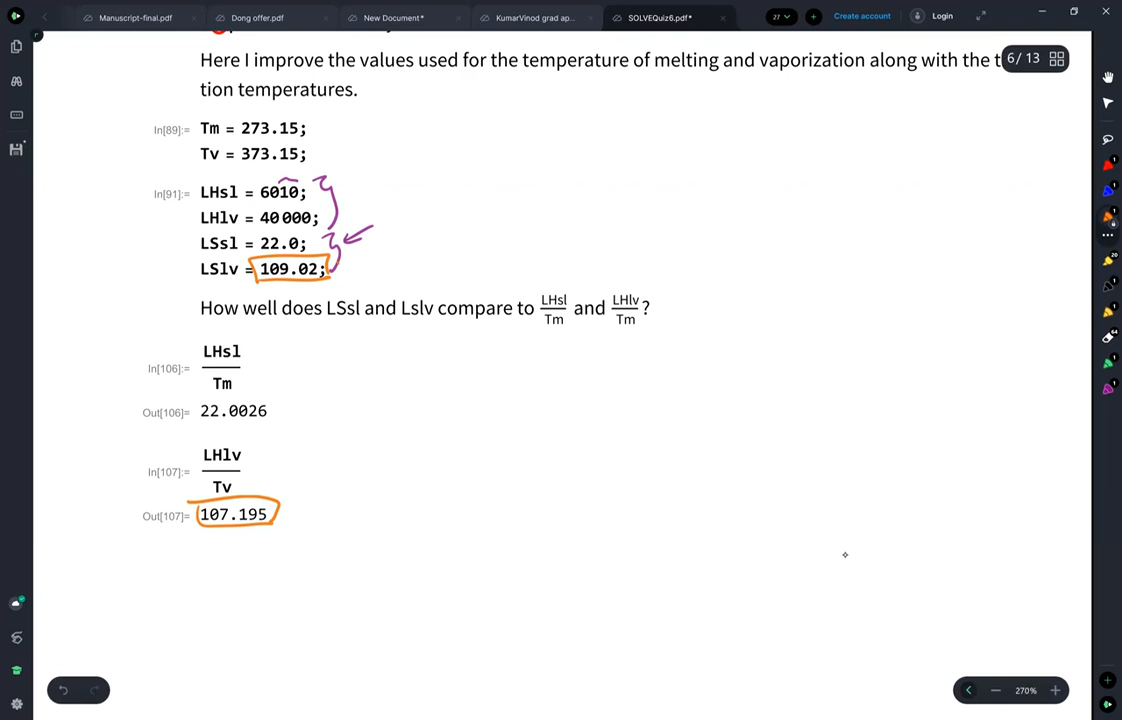 Manuscript-final.pdf
Dong offer.pdf
New Document*
KumarVinod grad ap...
SOLVEQuiz6.pdf*
27
Create account
Login
6/ 13
Here I improve the values used for the temperature of melting and vaporization along with the t
tion temperatures.
In[89]:= Tm = 273.15;
Tv = 373.15;
In[91]:= LHsl = 6010;
LHlv = 40 000;
LSsl = 22.0;
LSlv = 109.02;
How well does LSsl and Lslv compare to LHsl/Tm and LHlv/Tm?
LHsl
In[106]:=
Tm
Out[106]= 22.0026
LHlv
In[107]:=
Tv
Out[107]= 107.195
270%